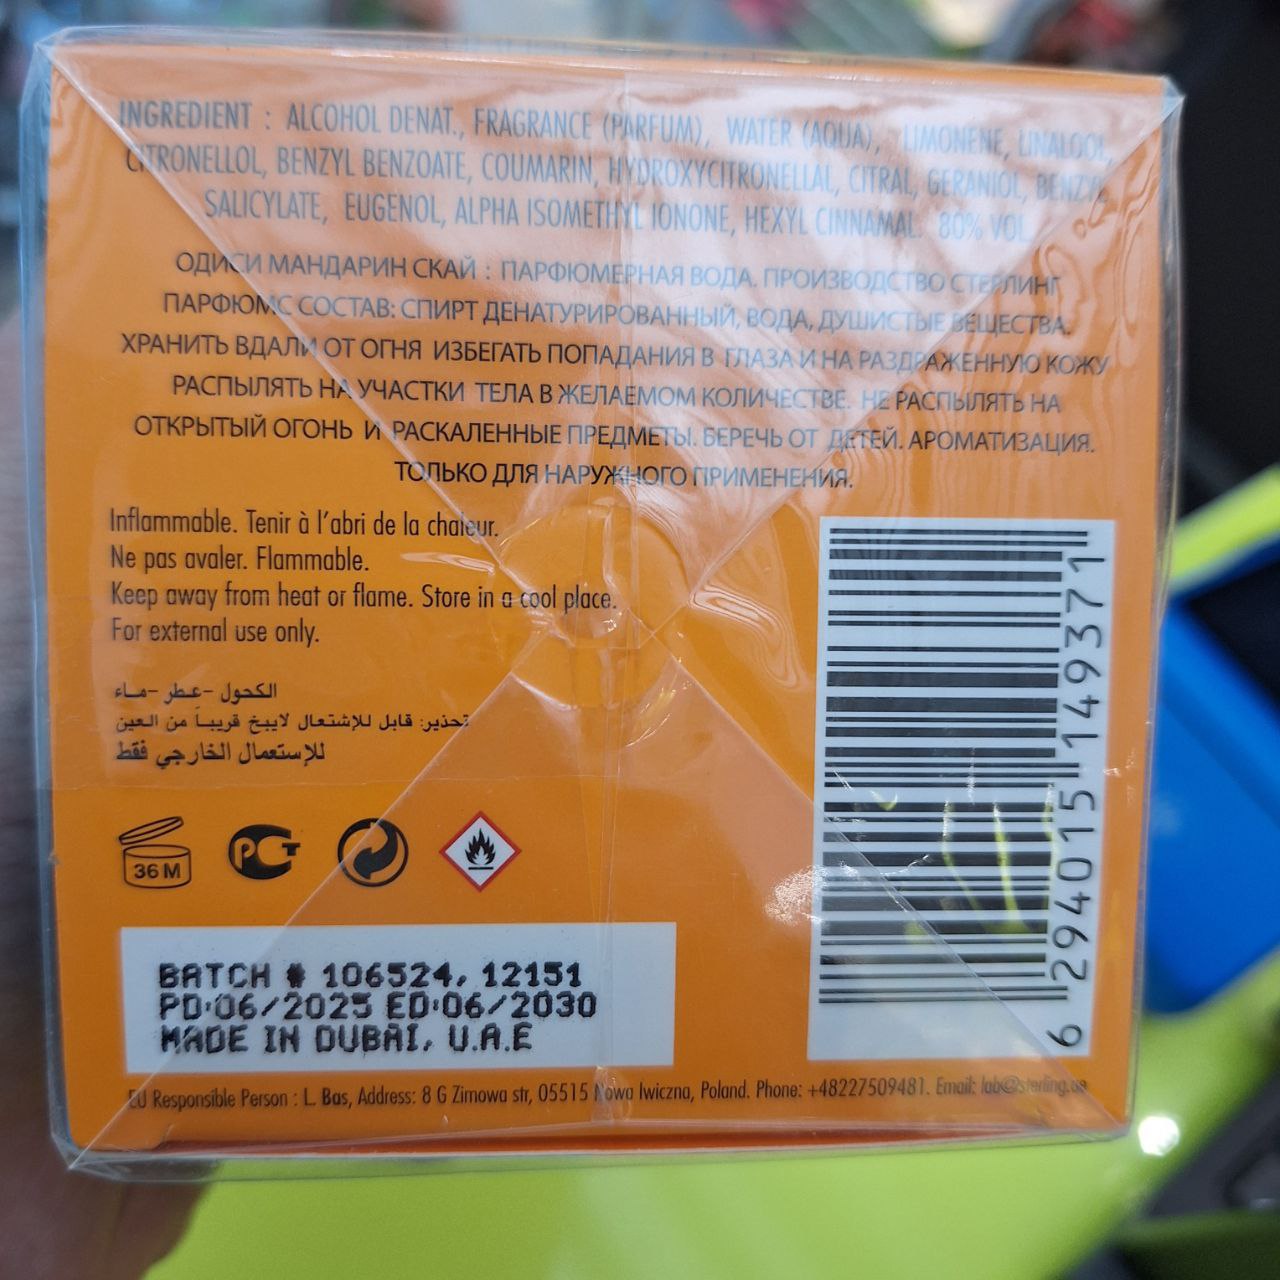 INGREDIENT : ALCOHOL DENAT., FRAGRANCE (PARFUM), WATER (AQUA), LIMONENE, LINALOOL,
CITRONELLOL, BENZYL BENZOATE, COUMARIN, HYDROXYCITRONELLAL, CITRAL, GERANIOL, BENZYL
SALICYLATE, EUGENOL, ALPHA ISOMETHYL IONONE, HEXYL CINNAMAL. 80% VOL
ОДИСИ МАНДАРИН СКАЙ : ПАРФЮМЕРНАЯ ВОДА. ПРОИЗВОДСТВО СТЕРЛИНГ
ПАРФЮМС СОСТАВ: СПИРТ ДЕНАТУРИРОВАННЫЙ, ВОДА, ДУШИСТЫЕ ВЕЩЕСТВА.
ХРАНИТЬ ВДАЛИ ОТ ОГНЯ ИЗБЕГАТЬ ПОПАДАНИЯ В ГЛАЗА И НА РАЗДРАЖЕННУЮ КОЖУ
РАСПЫЛЯТЬ НА УЧАСТКИ ТЕЛА В ЖЕЛАЕМОМ КОЛИЧЕСТВЕ. НЕ РАСПЫЛЯТЬ НА
ОТКРЫТЫЙ ОГОНЬ И РАСКАЛЕННЫЕ ПРЕДМЕТЫ. БЕРЕЧЬ ОТ ДЕТЕЙ. АРОМАТИЗАЦИЯ.
ТОЛЬКО ДЛЯ НАРУЖНОГО ПРИМЕНЕНИЯ.
Inflammable. Tenir à l'abri de la chaleur.
Ne pas avaler. Flammable.
Keep away from heat or flame. Store in a cool place.
For external use only.
الكحول -عطر -ماء
تحذير: قابل للإشتعال لايبخ قريباً من العين
للإستعمال الخارجي فقط
36 M
PCT
BATCH # 106524, 12151
PD:06/2025 ED:06/2030
MADE IN DUBAI, U.A.E
6 294015 149371
EU Responsible Person : L. Bas, Address: 8 G Zimowa str, 05515 Nowa Iwiczna, Poland. Phone: +48227509481. Email: lab@sterling.ae